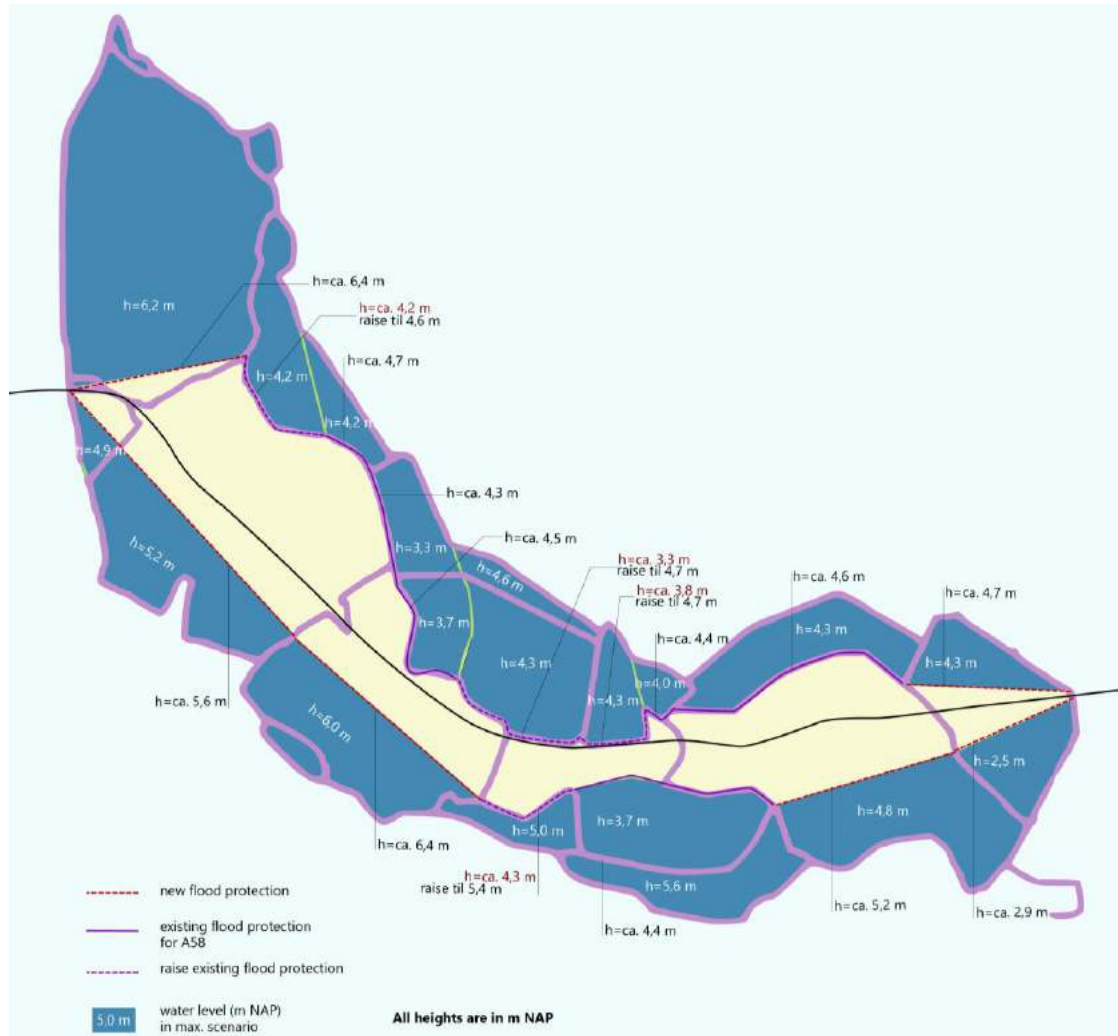 h=ca. 6,4 m
h=6,2 m
h=ca. 4,2 m
raise til 4,6 m
h=ca. 4,7 m
h=4,2 m
h=4,2 m
h=4,9 m
h=ca. 4,3 m
h=ca. 4,5 m
h=5,2 m
h=3,3 m
h=4,6 m
h=ca. 3,3 m
raise til 4,7 m
h=ca. 3,8 m
raise til 4,7 m
h=ca. 4,6 m
h=ca. 4,7 m
h=3,7 m
h=ca. 4,4 m
h=4,3 m
h=4,3 m
h=4,3 m
h=4,0 m
h=4,3 m
h=ca. 5,6 m
h=6,0 m
h=2,5 m
h=5,0 m
h=3,7 m
h=4,8 m
h=ca. 6,4 m
h=ca. 4,3 m
raise til 5,4 m
h=5,6 m
h=ca. 4,4 m
h=ca. 5,2 m
h=ca. 2,9 m
new flood protection
existing flood protection
for A58
raise existing flood protection
5,0 m
water level (m NAP)
in max. scenario
All heights are in m NAP